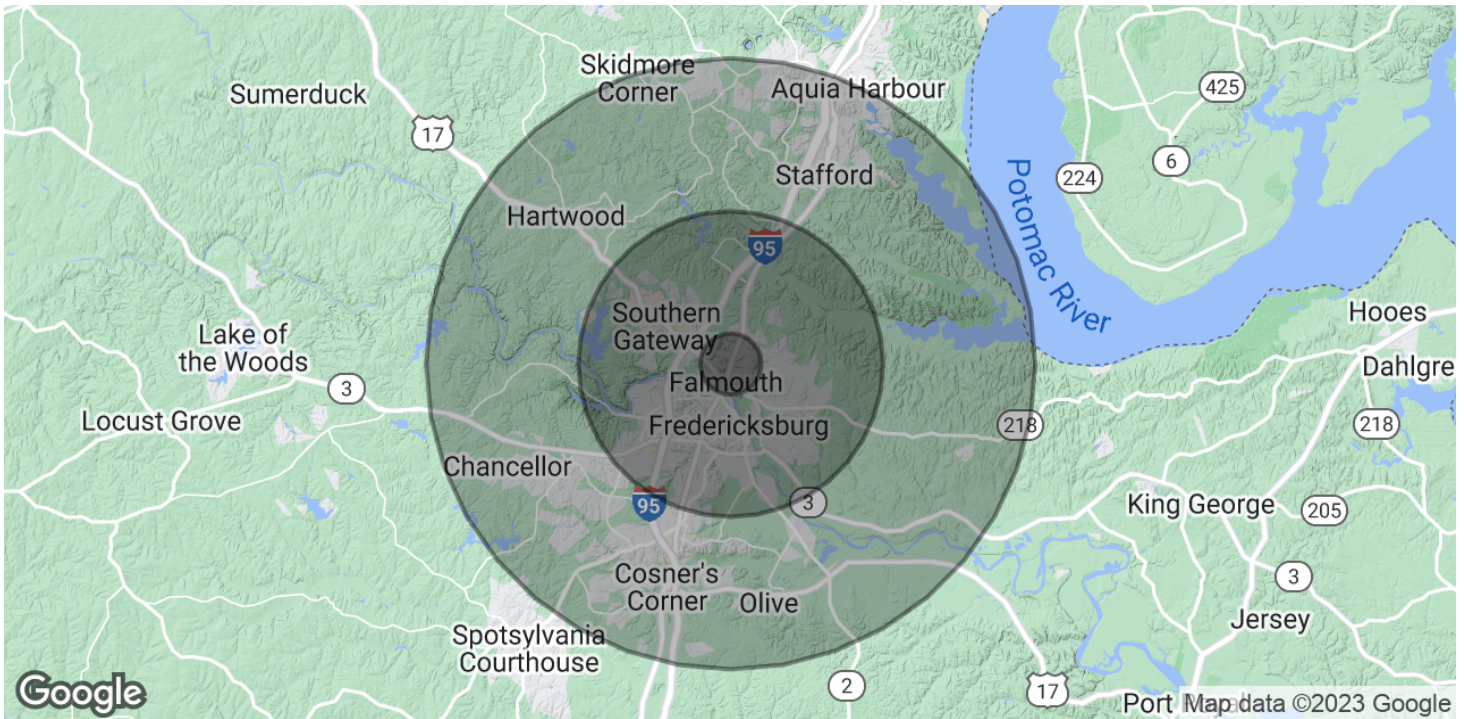 Skidmore
Corner
Sumerduck
Aquia Harbour
425
17
6
Stafford
224
Potomac River
Hartwood
95
Southern
Gateway
Hooes
Lake of
the Woods
Dahlgre
Falmouth
3
Locust Grove
Fredericksburg
218
218
Chancellor
95
3
King George
205
Cosner's
Corner
Olive
3
Jersey
Spotsylvania
Courthouse
Google
2
17
Port
Map data ©2023 Google